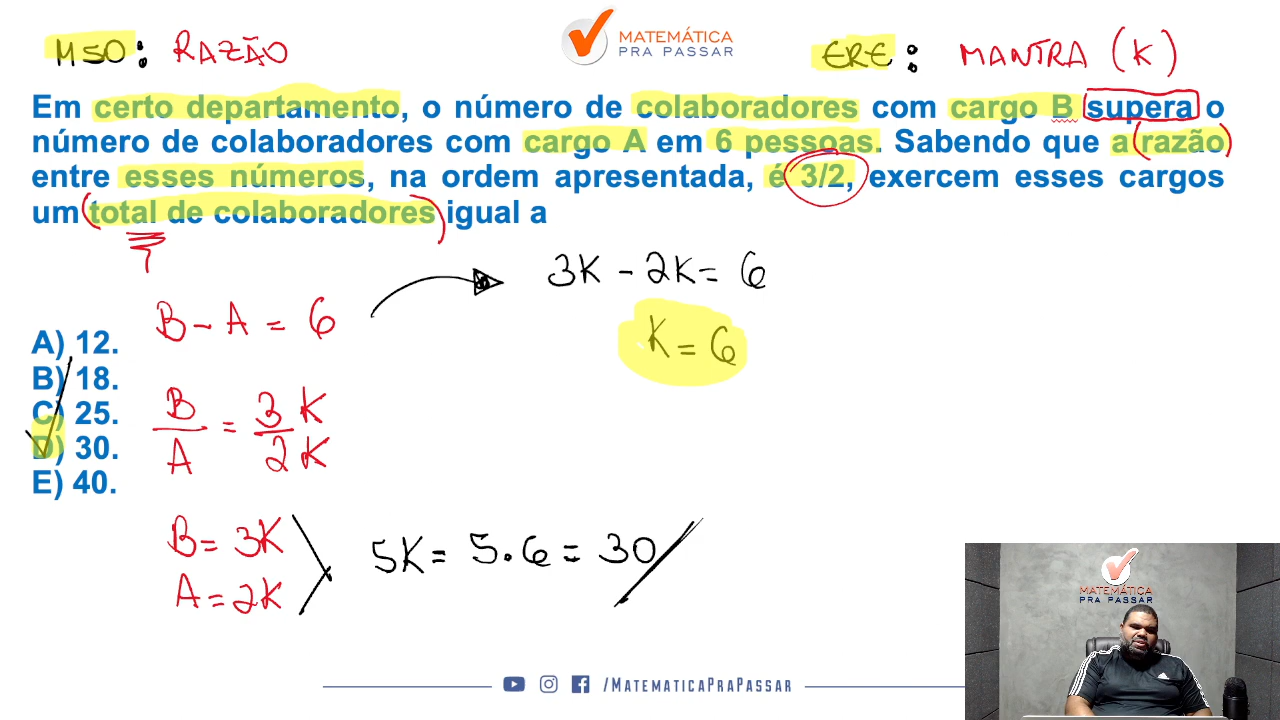 MSO: RAZÃO
MATEMÁTICA
PRA PASSAR
ERE: MANTRA (K)
Em certo departamento, o número de colaboradores com cargo B supera o
número de colaboradores com cargo A em 6 pessoas. Sabendo que a razão
entre esses números, na ordem apresentada, é 3/2, exercem esses cargos
um total de colaboradores igual a
3K - 2K = 6
B - A = 6
K = 6
A) 12.
B) 18.
C) 25.
D) 30.
E) 40.
B/A = 3K/2K
B = 3K
A = 2K
5K = 5.6 = 30
MATEMÁTICA
PRA PASSAR
/MATEMATICAPRAPASSAR